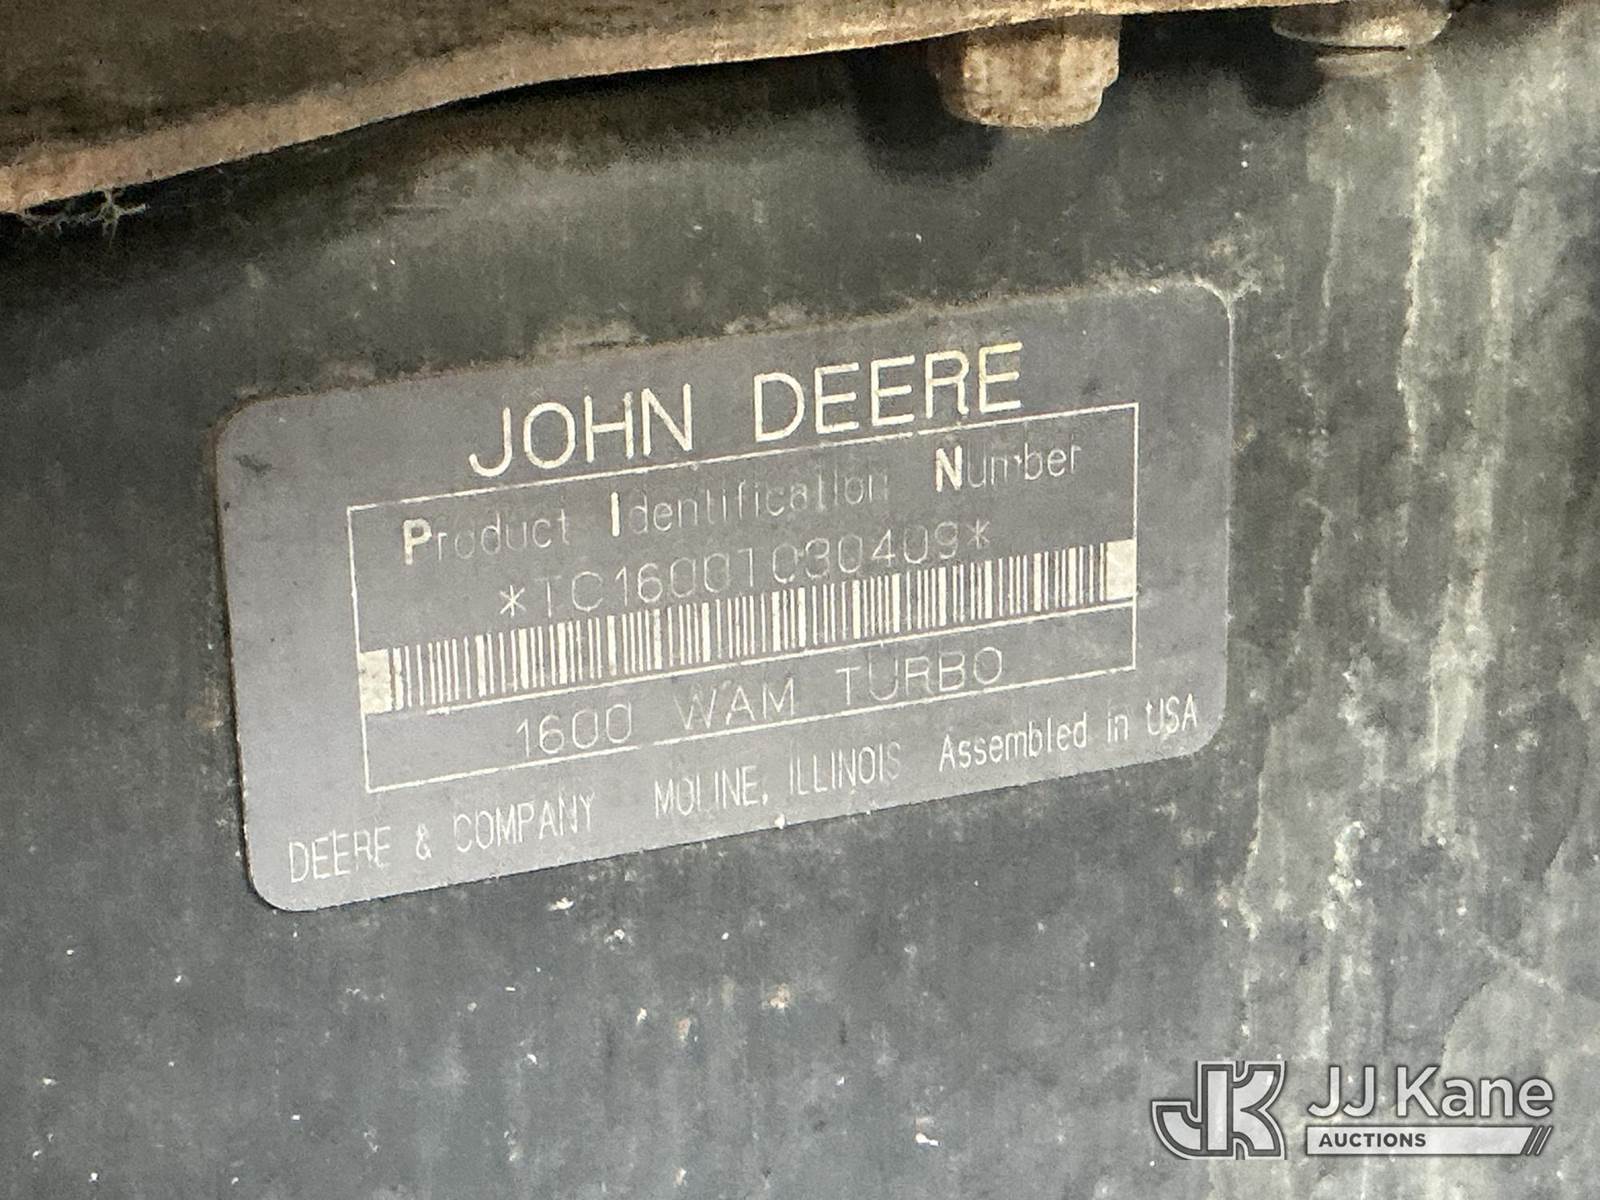 JOHN DEERE
Product Identification Number
*TC1600T030409*
1600 WAM TURBO
DEERE & COMPANY MOLINE, ILLINOIS Assembled in USA
JK JJ Kane
AUCTIONS